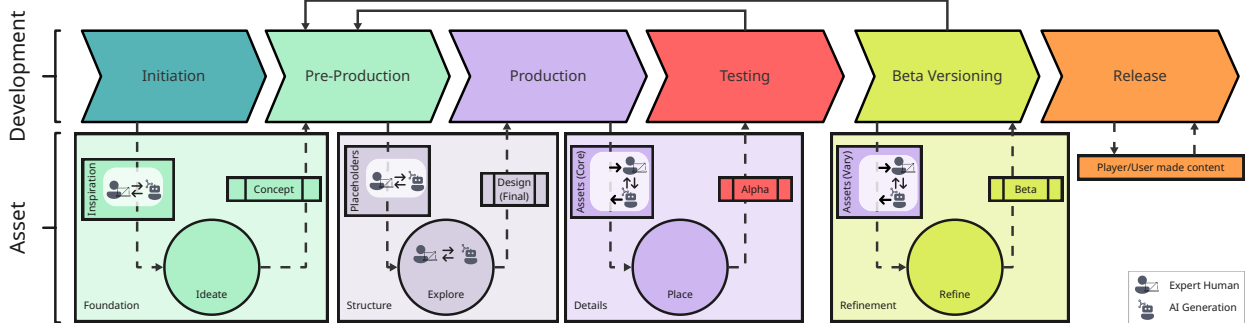 Development
Initiation
Pre-Production
Production
Testing
Beta Versioning
Release
Asset
Inspiration
Concept
Ideate
Foundation
Placeholders
Design
(Final)
Explore
Structure
Assets (Core)
Alpha
Place
Details
Assets (Vary)
Beta
Refine
Refinement
Player/User made content
Expert Human
AI Generation